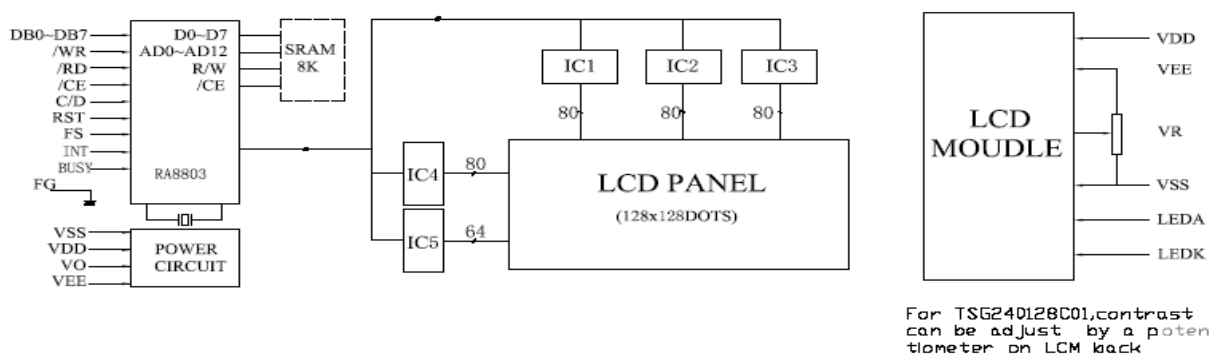 DB0~DB7
/WR
/RD
/CE
C/D
RST
FS
INT
BUSY
FG
D0~D7
AD0~AD12
R/W
/CE
RA8803
SRAM
8K
VSS
VDD
VO
VEE
POWER
CIRCUIT
IC1
IC2
IC3
80
80
80
IC4
80
IC5
64
LCD PANEL
(128x128DOTS)
LCD
MOUDLE
VDD
VEE
VR
VSS
LEDA
LEDK
For TSG240128C01,contrast
can be adjust by a poten
tiometer on LCM back